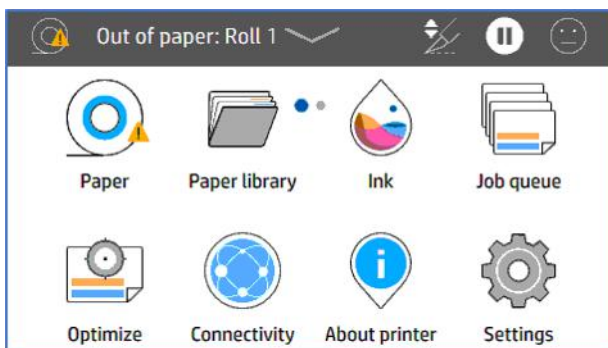 Out of paper: Roll 1
Paper
Paper library
Ink
Job queue
Optimize
Connectivity
About printer
Settings